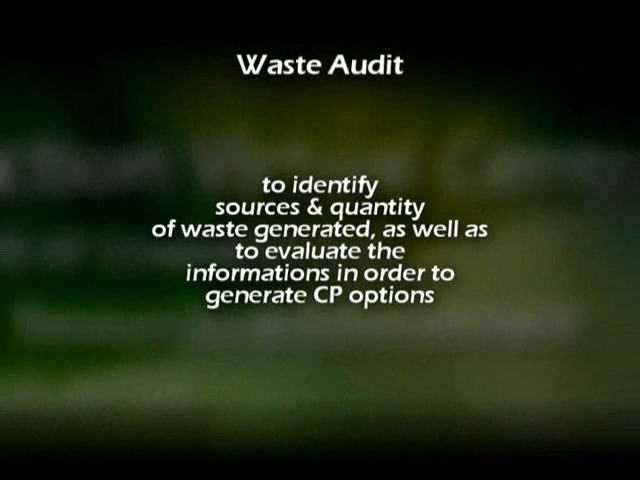 Waste Audit
to identify
sources & quantity
of waste generated, as well as
to evaluate the
informations in order to
generate CP options